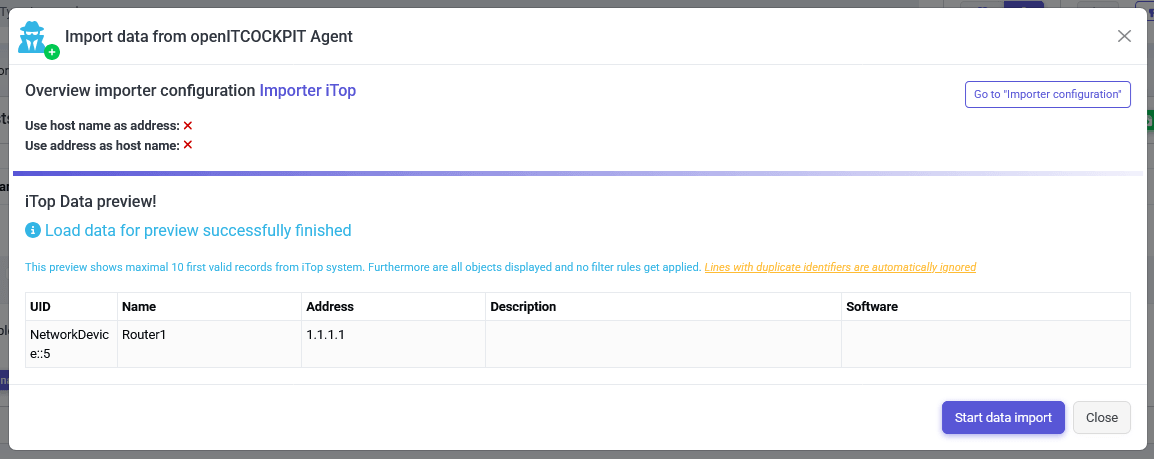 Import data from openITCOCKPIT Agent
Overview importer configuration Importer iTop
Go to "Importer configuration"
Use host name as address:
Use address as host name:
iTop Data preview!
Load data for preview successfully finished
This preview shows maximal 10 first valid records from iTop system. Furthermore are all objects displayed and no filter rules get applied. Lines with duplicate identifiers are automatically ignored
UID Name Address Description Software
NetworkDevic Router1 1.1.1.1
e::5
Start data import Close